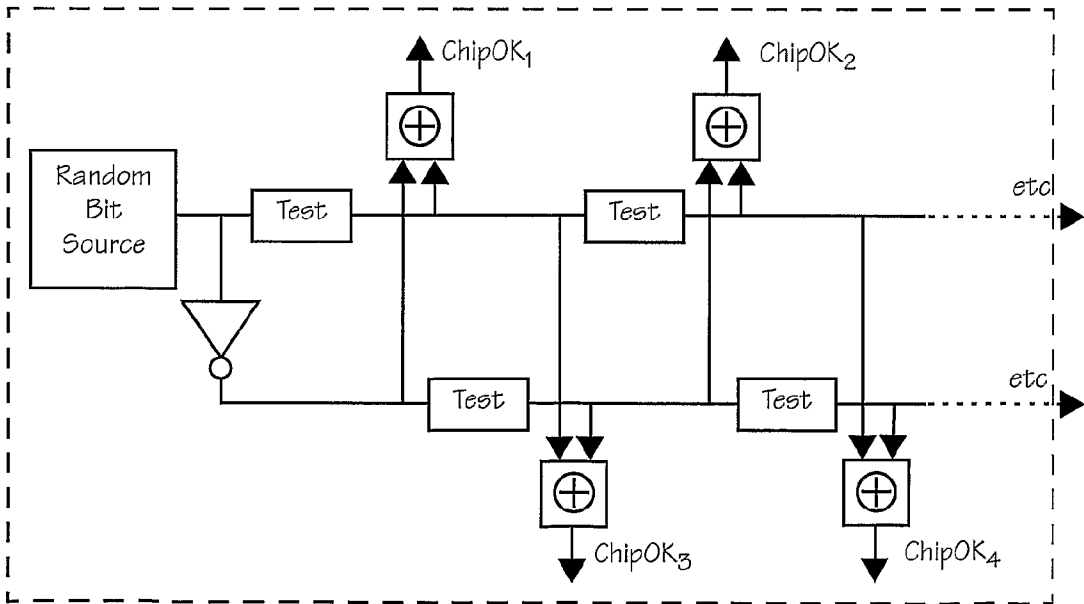 ChipOK₁
ChipOK₂
Random
Bit
Source
Test
Test
etc
etc
Test
Test
ChipOK₃
ChipOK₄